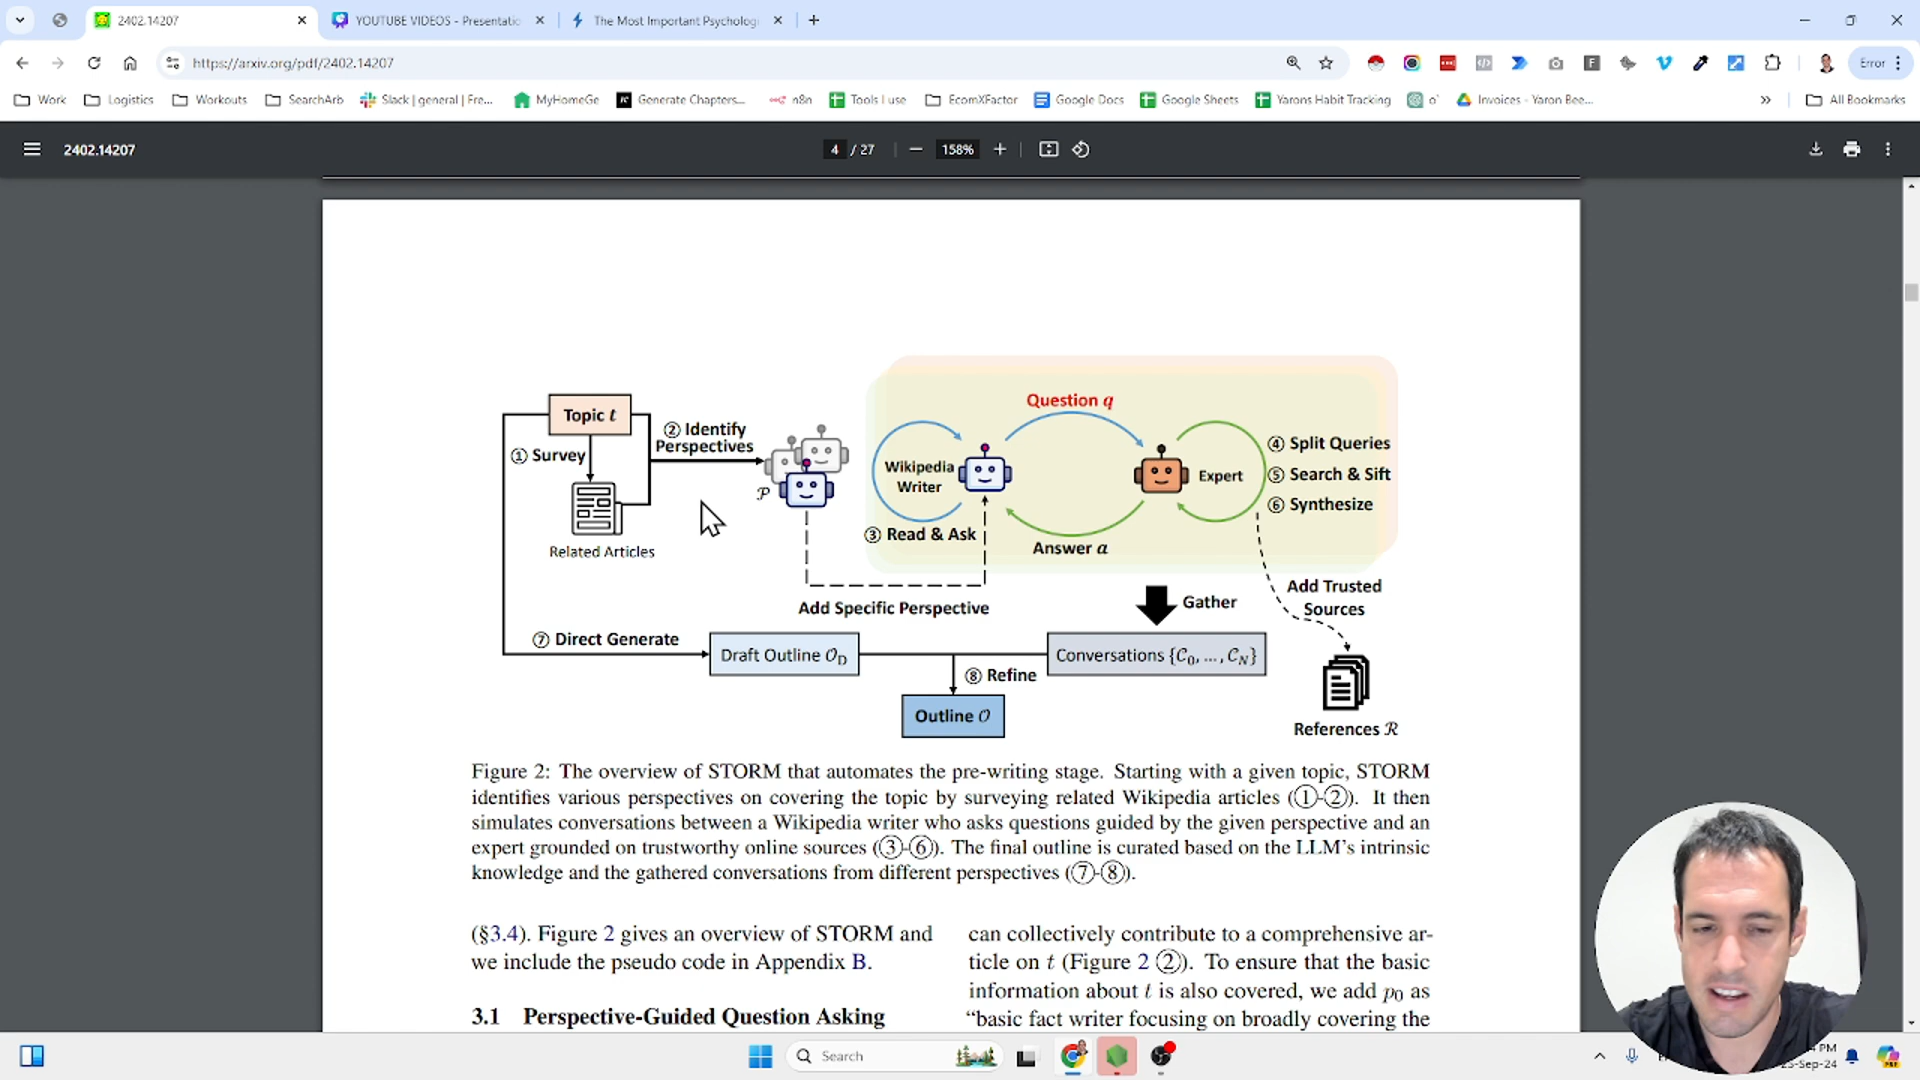 2402.14207
YOUTUBE VIDEOS - Presentatio
The Most Important Psycholog
https://arxiv.org/pdf/2402.14207
Error
Work
Logistics
Workouts
SearchArb
Slack | general | Fre...
MyHomeGe
Generate Chapters...
n8n
Tools I use
EcomXFactor
Google Docs
Google Sheets
Yarons Habit Tracking
Invoices - Yaron Bee...
All Bookmarks
2402.14207
4 / 27
158%
Topic t
① Survey
Related Articles
② Identify
Perspectives
𝒫
Wikipedia
Writer
③ Read & Ask
Question q
Answer a
Expert
④ Split Queries
⑤ Search & Sift
⑥ Synthesize
Add Specific Perspective
Gather
Add Trusted
Sources
⑦ Direct Generate
Draft Outline 𝒪D
Conversations {𝒞0, ..., 𝒞N}
⑧ Refine
Outline 𝒪
References ℛ
Figure 2: The overview of STORM that automates the pre-writing stage. Starting with a given topic, STORM
identifies various perspectives on covering the topic by surveying related Wikipedia articles (①-②). It then
simulates conversations between a Wikipedia writer who asks questions guided by the given perspective and an
expert grounded on trustworthy online sources (③-⑥). The final outline is curated based on the LLM's intrinsic
knowledge and the gathered conversations from different perspectives (⑦-⑧).
(§3.4). Figure 2 gives an overview of STORM and
we include the pseudo code in Appendix B.
3.1 Perspective-Guided Question Asking
can collectively contribute to a comprehensive ar-
ticle on t (Figure 2 ②). To ensure that the basic
information about t is also covered, we add p0 as
“basic fact writer focusing on broadly covering the
Search
PM
-Sep-24